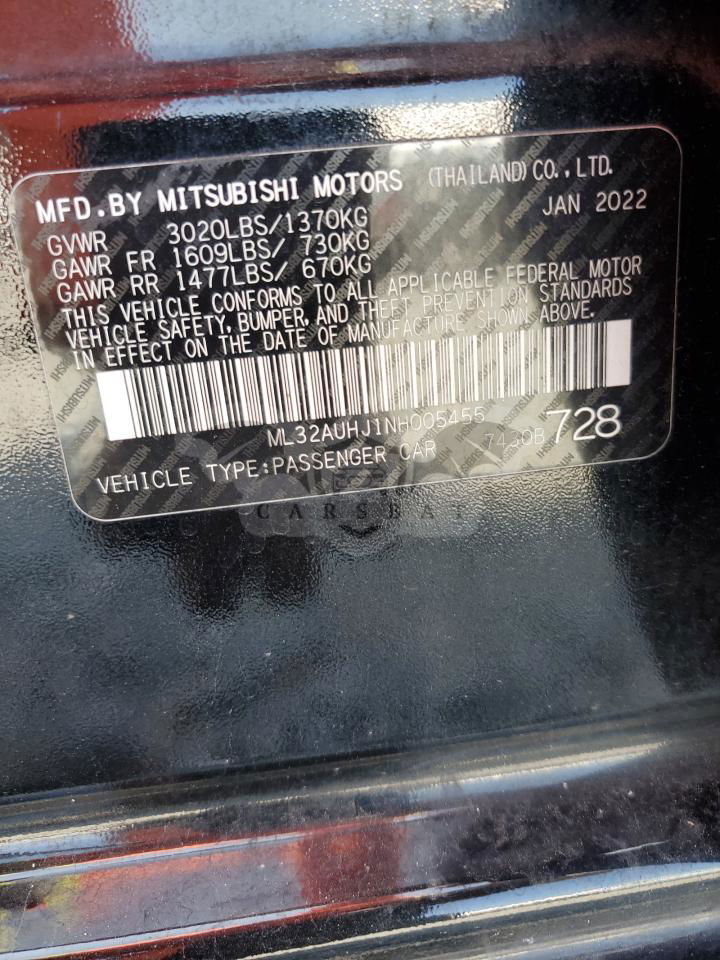 MFD.BY MITSUBISHI MOTORS (THAILAND)CO.,LTD.
GVWR 3020LBS/1370KG JAN 2022
GAWR FR 1609LBS/ 730KG
GAWR RR 1477LBS/ 670KG
THIS VEHICLE CONFORMS TO ALL APPLICABLE FEDERAL MOTOR
VEHICLE SAFETY, BUMPER, AND THEFT PREVENTION STANDARDS
IN EFFECT ON THE DATE OF MANUFACTURE SHOWN ABOVE.
ML32AUHJ1NH005455
VEHICLE TYPE:PASSENGER CAR 728
CARSBAT